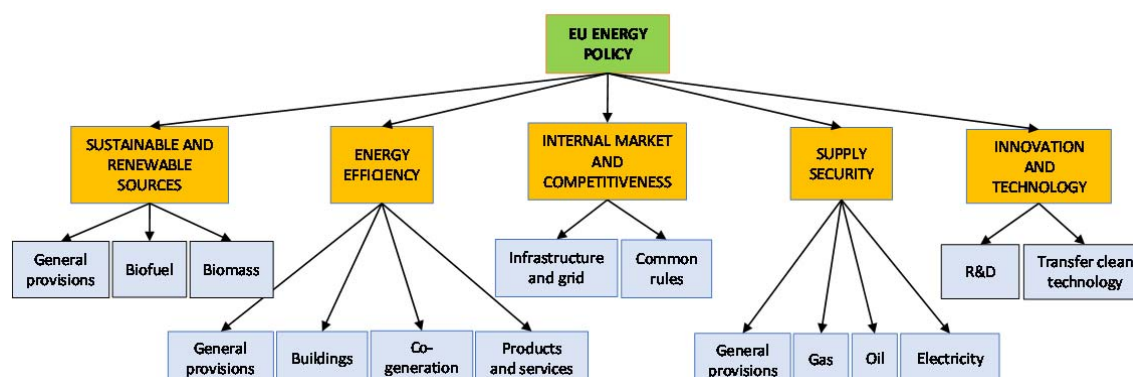 EU ENERGY
POLICY
SUSTAINABLE AND
RENEWABLE
SOURCES
ENERGY
EFFICIENCY
INTERNAL MARKET
AND
COMPETITIVENESS
SUPPLY
SECURITY
INNOVATION
AND
TECHNOLOGY
General
provisions
Biofuel
Biomass
Infrastructure
and grid
Common
rules
R&D
Transfer clean
technology
General
provisions
Buildings
Co-
generation
Products
and services
General
provisions
Gas
Oil
Electricity